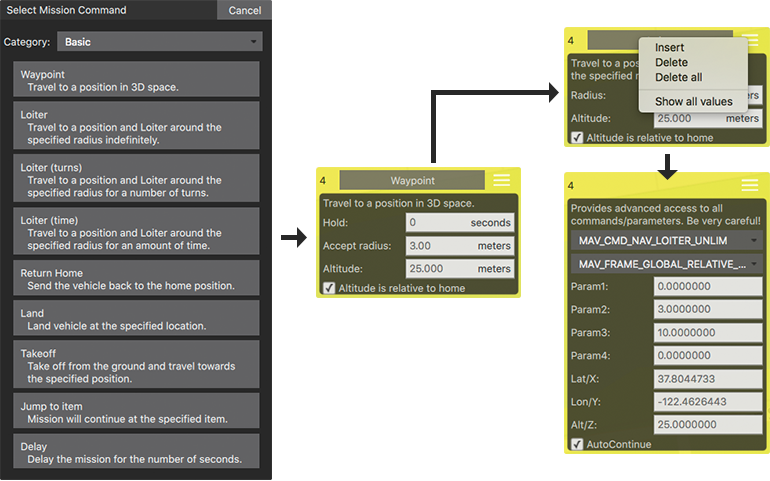 Select Mission Command
Cancel
Category:
Basic
Waypoint
Travel to a position in 3D space.
Loiter
Travel to a position and Loiter around the
specified radius indefinitely.
Loiter (turns)
Travel to a position and Loiter around the
specified radius for a number of turns.
Loiter (time)
Travel to a position and Loiter around the
specified radius for an amount of time.
Return Home
Send the vehicle back to the home position.
Land
Land vehicle at the specified location.
Takeoff
Take off from the ground and travel towards
the specified position.
Jump to item
Mission will continue at the specified item.
Delay
Delay the mission for the number of seconds.
4
Waypoint
Travel to a position in 3D space.
Hold:
0 seconds
Accept radius:
3.00 meters
Altitude:
25.000 meters
Altitude is relative to home
4
Travel to a
the specified
Radius:
Altitude:
25.000 meters
Altitude is relative to home
Insert
Delete
Delete all
Show all values
4
Provides advanced access to all
commands/parameters. Be very careful!
MAV_CMD_NAV_LOITER_UNLIM
MAV_FRAME_GLOBAL_RELATIVE_...
Param1:
0.0000000
Param2:
3.0000000
Param3:
10.0000000
Param4:
0.0000000
Lat/X:
37.8044733
Lon/Y:
-122.4626443
Alt/Z:
25.0000000
AutoContinue